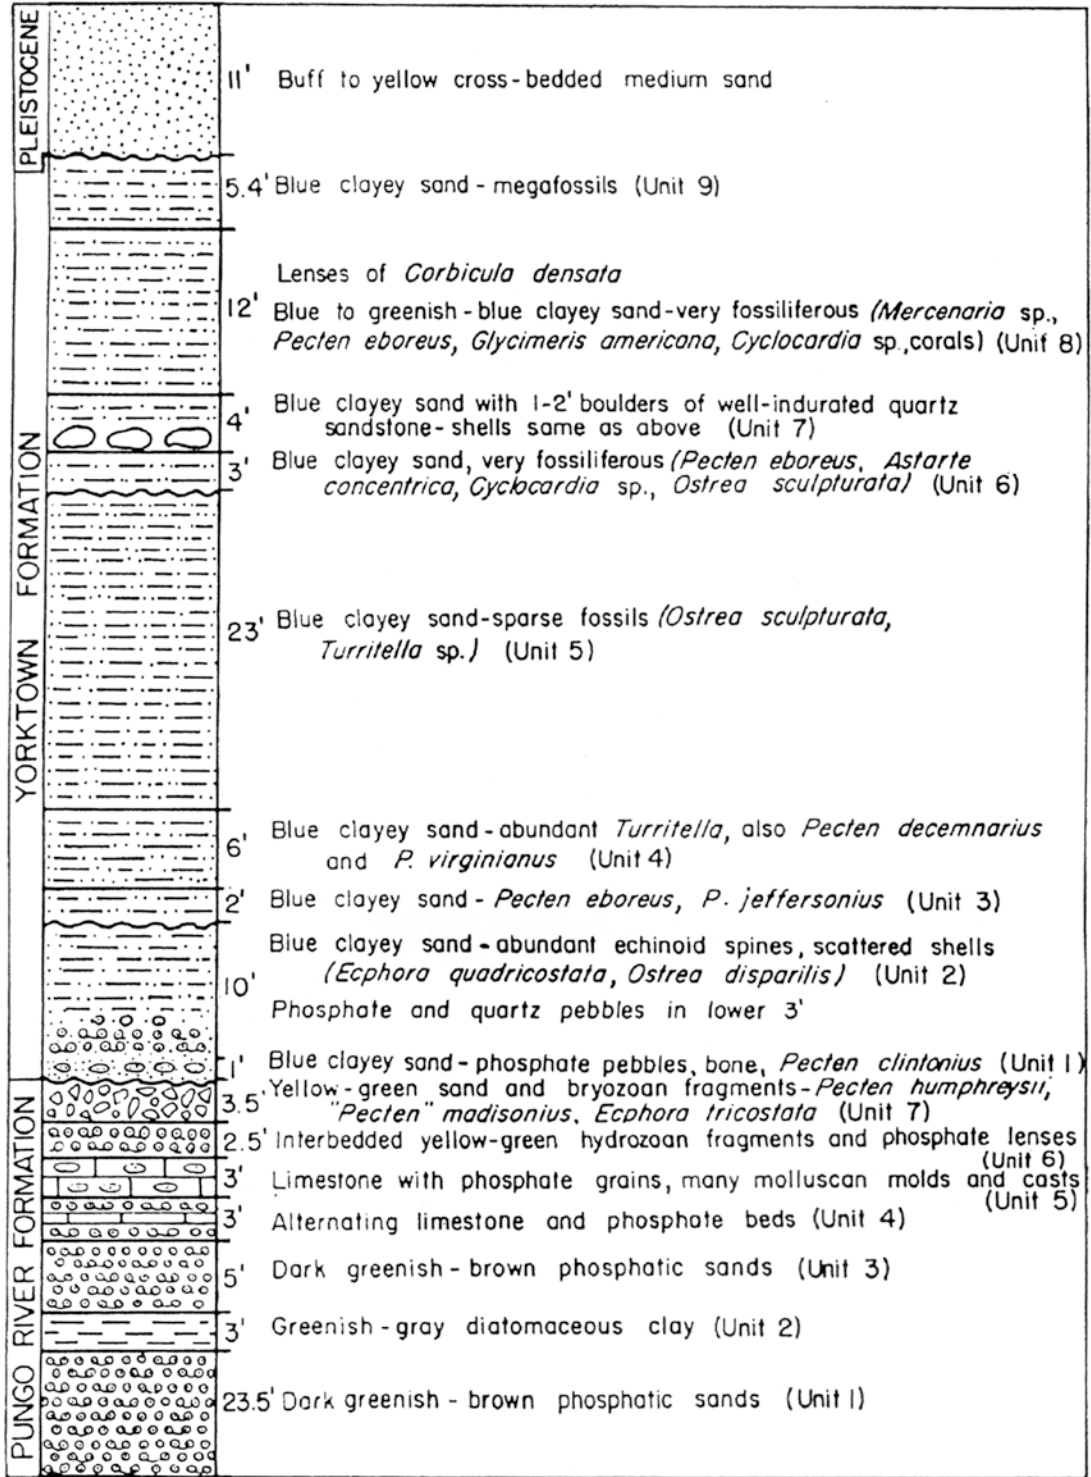 PLEISTOCENE
11' Buff to yellow cross-bedded medium sand
YORKTOWN FORMATION
5.4' Blue clayey sand - megafossils (Unit 9)
Lenses of Corbicula densata
12' Blue to greenish-blue clayey sand-very fossiliferous (Mercenaria sp.,
Pecten eboreus, Glycimeris americana, Cyclocardia sp., corals) (Unit 8)
4' Blue clayey sand with 1-2' boulders of well-indurated quartz
sandstone-shells same as above (Unit 7)
3' Blue clayey sand, very fossiliferous (Pecten eboreus, Astarte
concentrica, Cyclocardia sp., Ostrea sculpturata) (Unit 6)
23' Blue clayey sand-sparse fossils (Ostrea sculpturata,
Turritella sp.) (Unit 5)
6' Blue clayey sand - abundant Turritella, also Pecten decemnarius
and P. virginianus (Unit 4)
2' Blue clayey sand - Pecten eboreus, P. jeffersonius (Unit 3)
Blue clayey sand - abundant echinoid spines, scattered shells
(Ecphora quadricostata, Ostrea disparilis) (Unit 2)
10'
Phosphate and quartz pebbles in lower 3'
1' Blue clayey sand - phosphate pebbles, bone, Pecten clintonius (Unit 1)
PUNGO RIVER FORMATION
3.5' Yellow-green sand and bryozoan fragments - Pecten humphreysii,
"Pecten" madisonius, Ecphora tricostata (Unit 7)
2.5' Interbedded yellow-green hydrozoan fragments and phosphate lenses
(Unit 6)
3' Limestone with phosphate grains, many molluscan molds and casts
(Unit 5)
3' Alternating limestone and phosphate beds (Unit 4)
5' Dark greenish-brown phosphatic sands (Unit 3)
3' Greenish-gray diatomaceous clay (Unit 2)
23.5' Dark greenish-brown phosphatic sands (Unit 1)